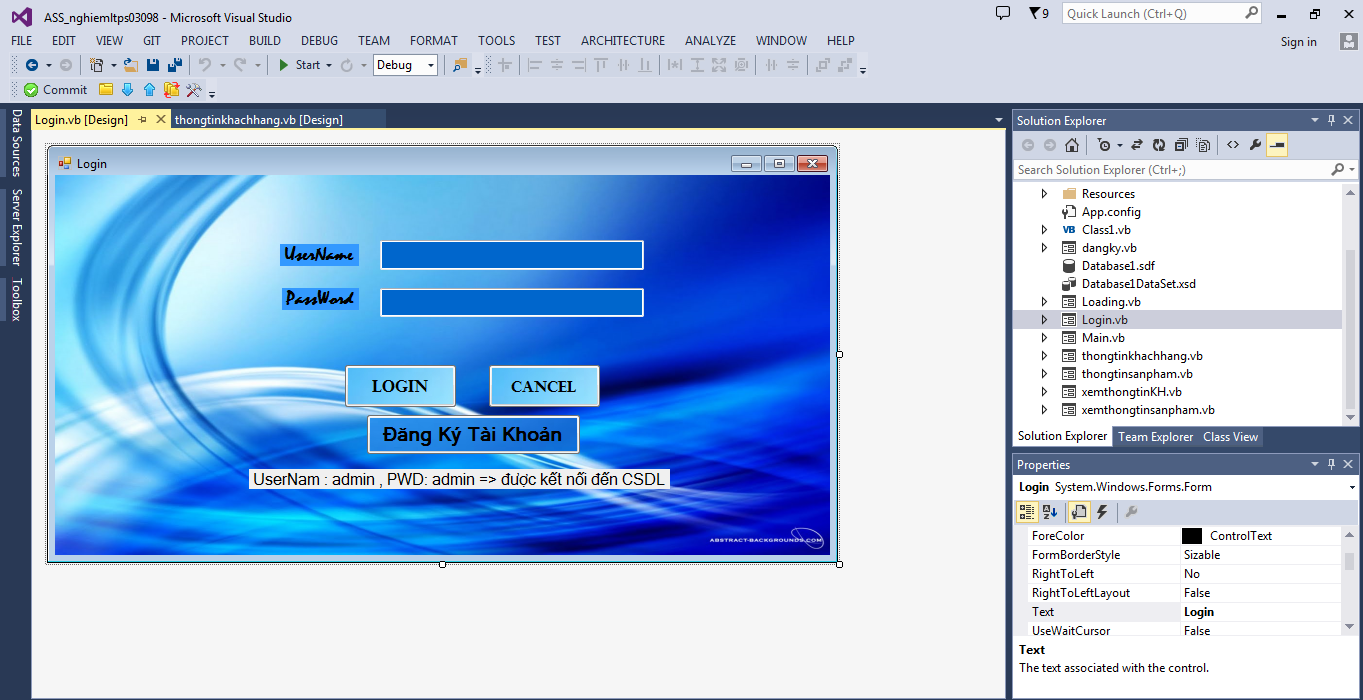 ASS_nghiemltps03098 - Microsoft Visual Studio
9
Quick Launch (Ctrl+Q)
FILE EDIT VIEW GIT PROJECT BUILD DEBUG TEAM FORMAT TOOLS TEST ARCHITECTURE ANALYZE WINDOW HELP
Sign in
Start Debug
Commit
Data Sources
Server Explorer
Toolbox
Login.vb [Design]
thongtinkhachhang.vb [Design]
Login
UserName
PassWord
LOGIN
CANCEL
Đăng Ký Tài Khoản
UserNam : admin , PWD: admin => được kết nối đến CSDL
ABSTRACT-BACKGROUNDS.COM
Solution Explorer
Search Solution Explorer (Ctrl+;)
Resources
App.config
VB Class1.vb
dangky.vb
Database1.sdf
Database1DataSet.xsd
Loading.vb
Login.vb
Main.vb
thongtinkhachhang.vb
thongtinsanpham.vb
xemthongtinKH.vb
xemthongtinsanpham.vb
Solution Explorer Team Explorer Class View
Properties
Login System.Windows.Forms.Form
ForeColor ControlText
FormBorderStyle Sizable
RightToLeft No
RightToLeftLayout False
Text Login
UseWaitCursor False
Text
The text associated with the control.